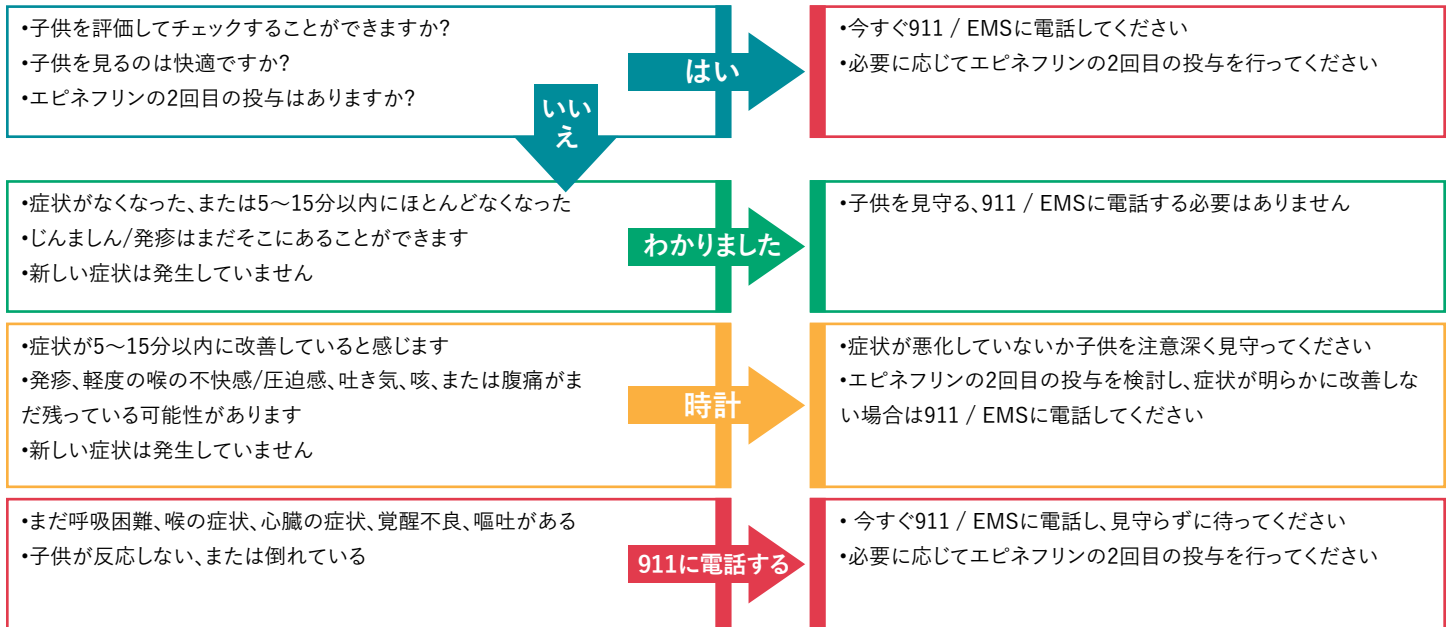 •子供を評価してチェックすることができますか?
•子供を見るのは快適ですか?
•エピネフリンの2回目の投与はありますか?
はい
•今すぐ911 / EMSに電話してください
•必要に応じてエピネフリンの2回目の投与を行ってください
いい
え
•症状がなくなった、または5～15分以内にほとんどなくなった
•じんましん/発疹はまだそこにあることができます
•新しい症状は発生していません
わかりました
•子供を見守る、911 / EMSに電話する必要はありません
•症状が5～15分以内に改善していると感じます
•発疹、軽度の喉の不快感/圧迫感、吐き気、咳、または腹痛がま
だ残っている可能性があります
•新しい症状は発生していません
時計
•症状が悪化していないか子供を注意深く見守ってください
•エピネフリンの2回目の投与を検討し、症状が明らかに改善しな
い場合は911 / EMSに電話してください
•まだ呼吸困難、喉の症状、心臓の症状、覚醒不良、嘔吐がある
•子供が反応しない、または倒れている
911に電話する
• 今すぐ911 / EMSに電話し、見守らずに待ってください
•必要に応じてエピネフリンの2回目の投与を行ってください